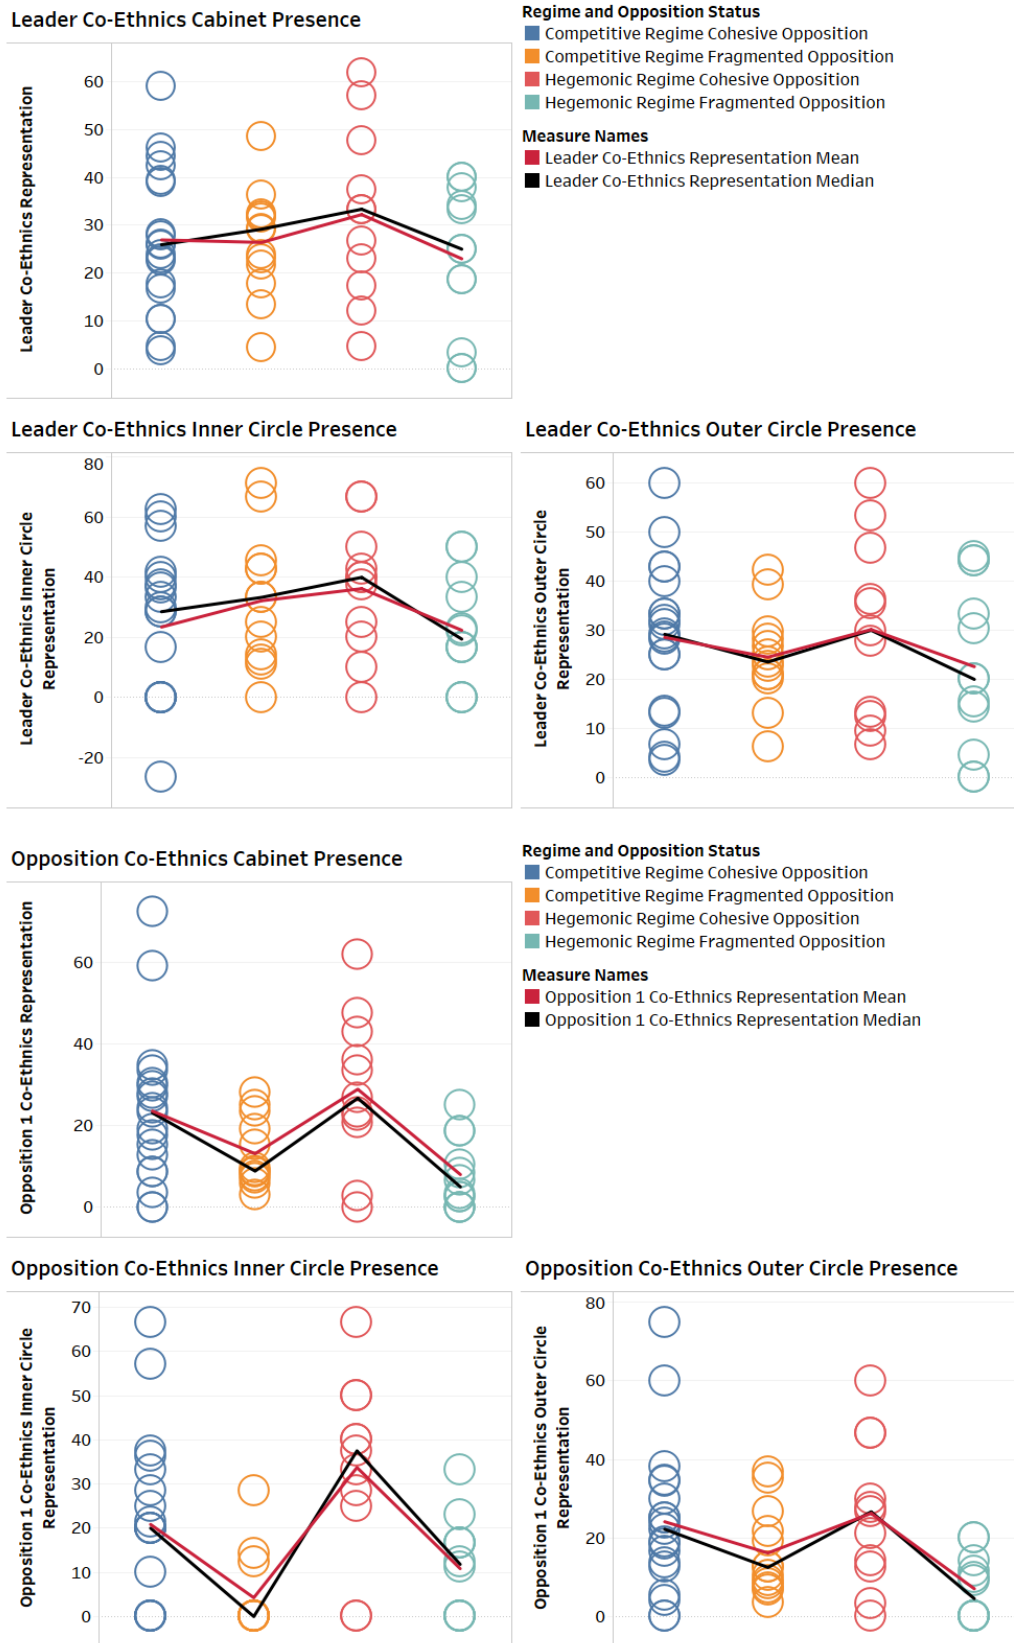 Leader Co-Ethnics Cabinet Presence
Leader Co-Ethnics Representation
60
50
40
30
20
10
0
Regime and Opposition Status
Competitive Regime Cohesive Opposition
Competitive Regime Fragmented Opposition
Hegemonic Regime Cohesive Opposition
Hegemonic Regime Fragmented Opposition
Measure Names
Leader Co-Ethnics Representation Mean
Leader Co-Ethnics Representation Median
Leader Co-Ethnics Inner Circle Presence
Leader Co-Ethnics Inner Circle
Representation
80
60
40
20
0
-20
Leader Co-Ethnics Outer Circle Presence
Leader Co-Ethnics Outer Circle
Representation
60
50
40
30
20
10
0
Opposition Co-Ethnics Cabinet Presence
Opposition 1 Co-Ethnics Representation
60
40
20
0
Regime and Opposition Status
Competitive Regime Cohesive Opposition
Competitive Regime Fragmented Opposition
Hegemonic Regime Cohesive Opposition
Hegemonic Regime Fragmented Opposition
Measure Names
Opposition 1 Co-Ethnics Representation Mean
Opposition 1 Co-Ethnics Representation Median
Opposition Co-Ethnics Inner Circle Presence
Opposition 1 Co-Ethnics Inner Circle
Representation
70
60
50
40
30
20
10
0
Opposition Co-Ethnics Outer Circle Presence
Opposition 1 Co-Ethnics Outer Circle
Representation
80
60
40
20
0